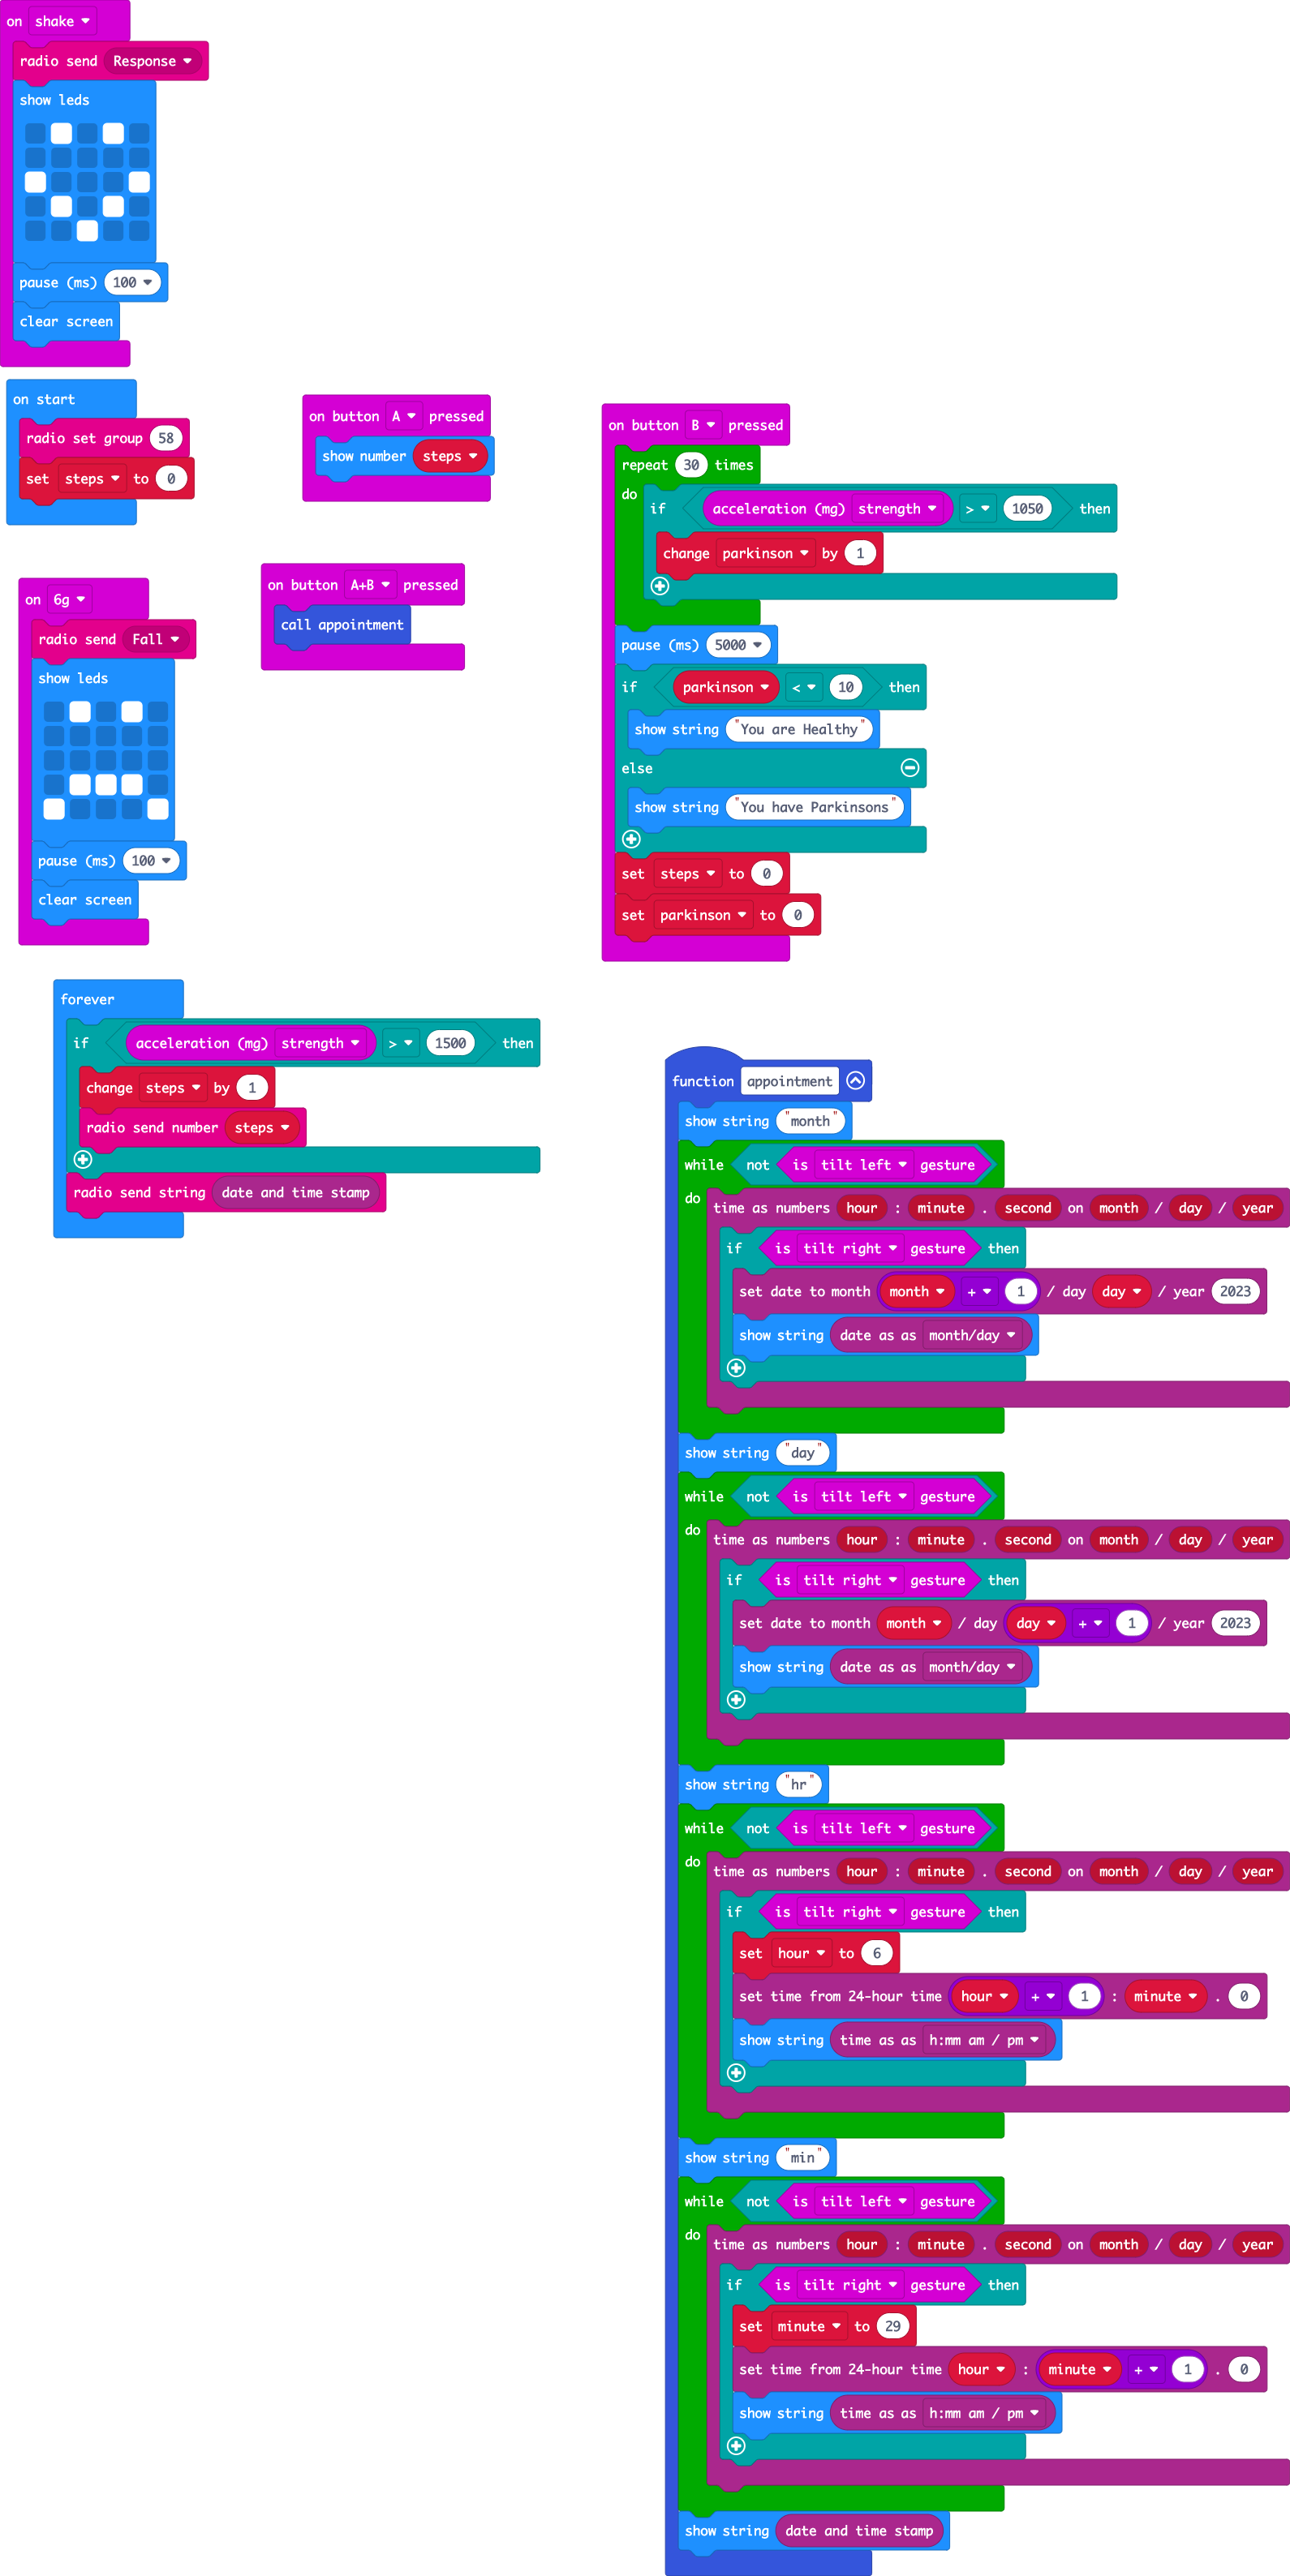 on shake
radio send Response
show leds
pause (ms) 100
clear screen
on start
radio set group 58
set steps to 0
on button A pressed
show number steps
on button B pressed
repeat 30 times
do
if acceleration (mg) strength > 1050 then
change parkinson by 1
pause (ms) 5000
if parkinson < 10 then
show string "You are Healthy"
else
show string "You have Parkinsons"
set steps to 0
set parkinson to 0
on button A+B pressed
call appointment
on 6g
radio send Fall
show leds
pause (ms) 100
clear screen
forever
if acceleration (mg) strength > 1500 then
change steps by 1
radio send number steps
radio send string date and time stamp
function appointment
show string "month"
while not is tilt left gesture
do time as numbers hour : minute . second on month / day / year
if is tilt right gesture then
set date to month month + 1 / day day / year 2023
show string date as as month/day
show string "day"
while not is tilt left gesture
do time as numbers hour : minute . second on month / day / year
if is tilt right gesture then
set date to month month / day day + 1 / year 2023
show string date as as month/day
show string "hr"
while not is tilt left gesture
do time as numbers hour : minute . second on month / day / year
if is tilt right gesture then
set hour to 6
set time from 24-hour time hour + 1 : minute . 0
show string time as as h:mm am / pm
show string "min"
while not is tilt left gesture
do time as numbers hour : minute . second on month / day / year
if is tilt right gesture then
set minute to 29
set time from 24-hour time hour : minute + 1 . 0
show string time as as h:mm am / pm
show string date and time stamp